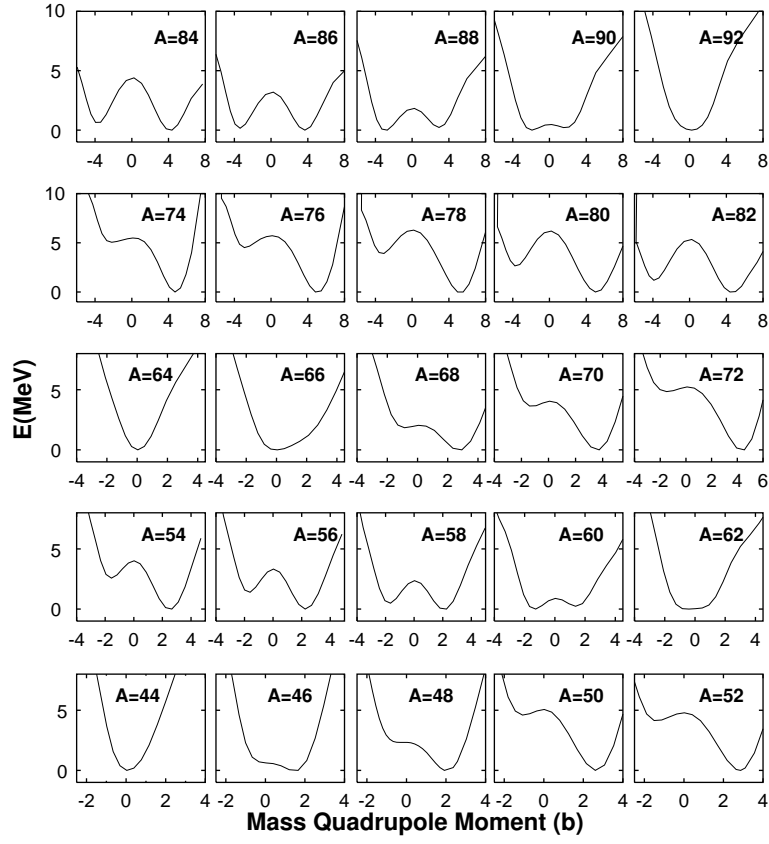 10
5
0
A=84
A=86
A=88
A=90
A=92
-4 0 4 8
-4 0 4 8
-4 0 4 8
-4 0 4 8
-4 0 4 8
10
5
0
A=74
A=76
A=78
A=80
A=82
-4 0 4 8
-4 0 4 8
-4 0 4 8
-4 0 4 8
-4 0 4 8
E(MeV)
5
0
A=64
A=66
A=68
A=70
A=72
-4 -2 0 2 4
-4 -2 0 2 4
-4 -2 0 2 4
-4 -2 0 2 4
-2 0 2 4 6
5
0
A=54
A=56
A=58
A=60
A=62
-4 -2 0 2 4
-4 -2 0 2 4
-4 -2 0 2 4
-4 -2 0 2 4
-4 -2 0 2 4
5
0
A=44
A=46
A=48
A=50
A=52
-2 0 2 4
-2 0 2 4
-2 0 2 4
-2 0 2 4
-2 0 2 4
Mass Quadrupole Moment (b)